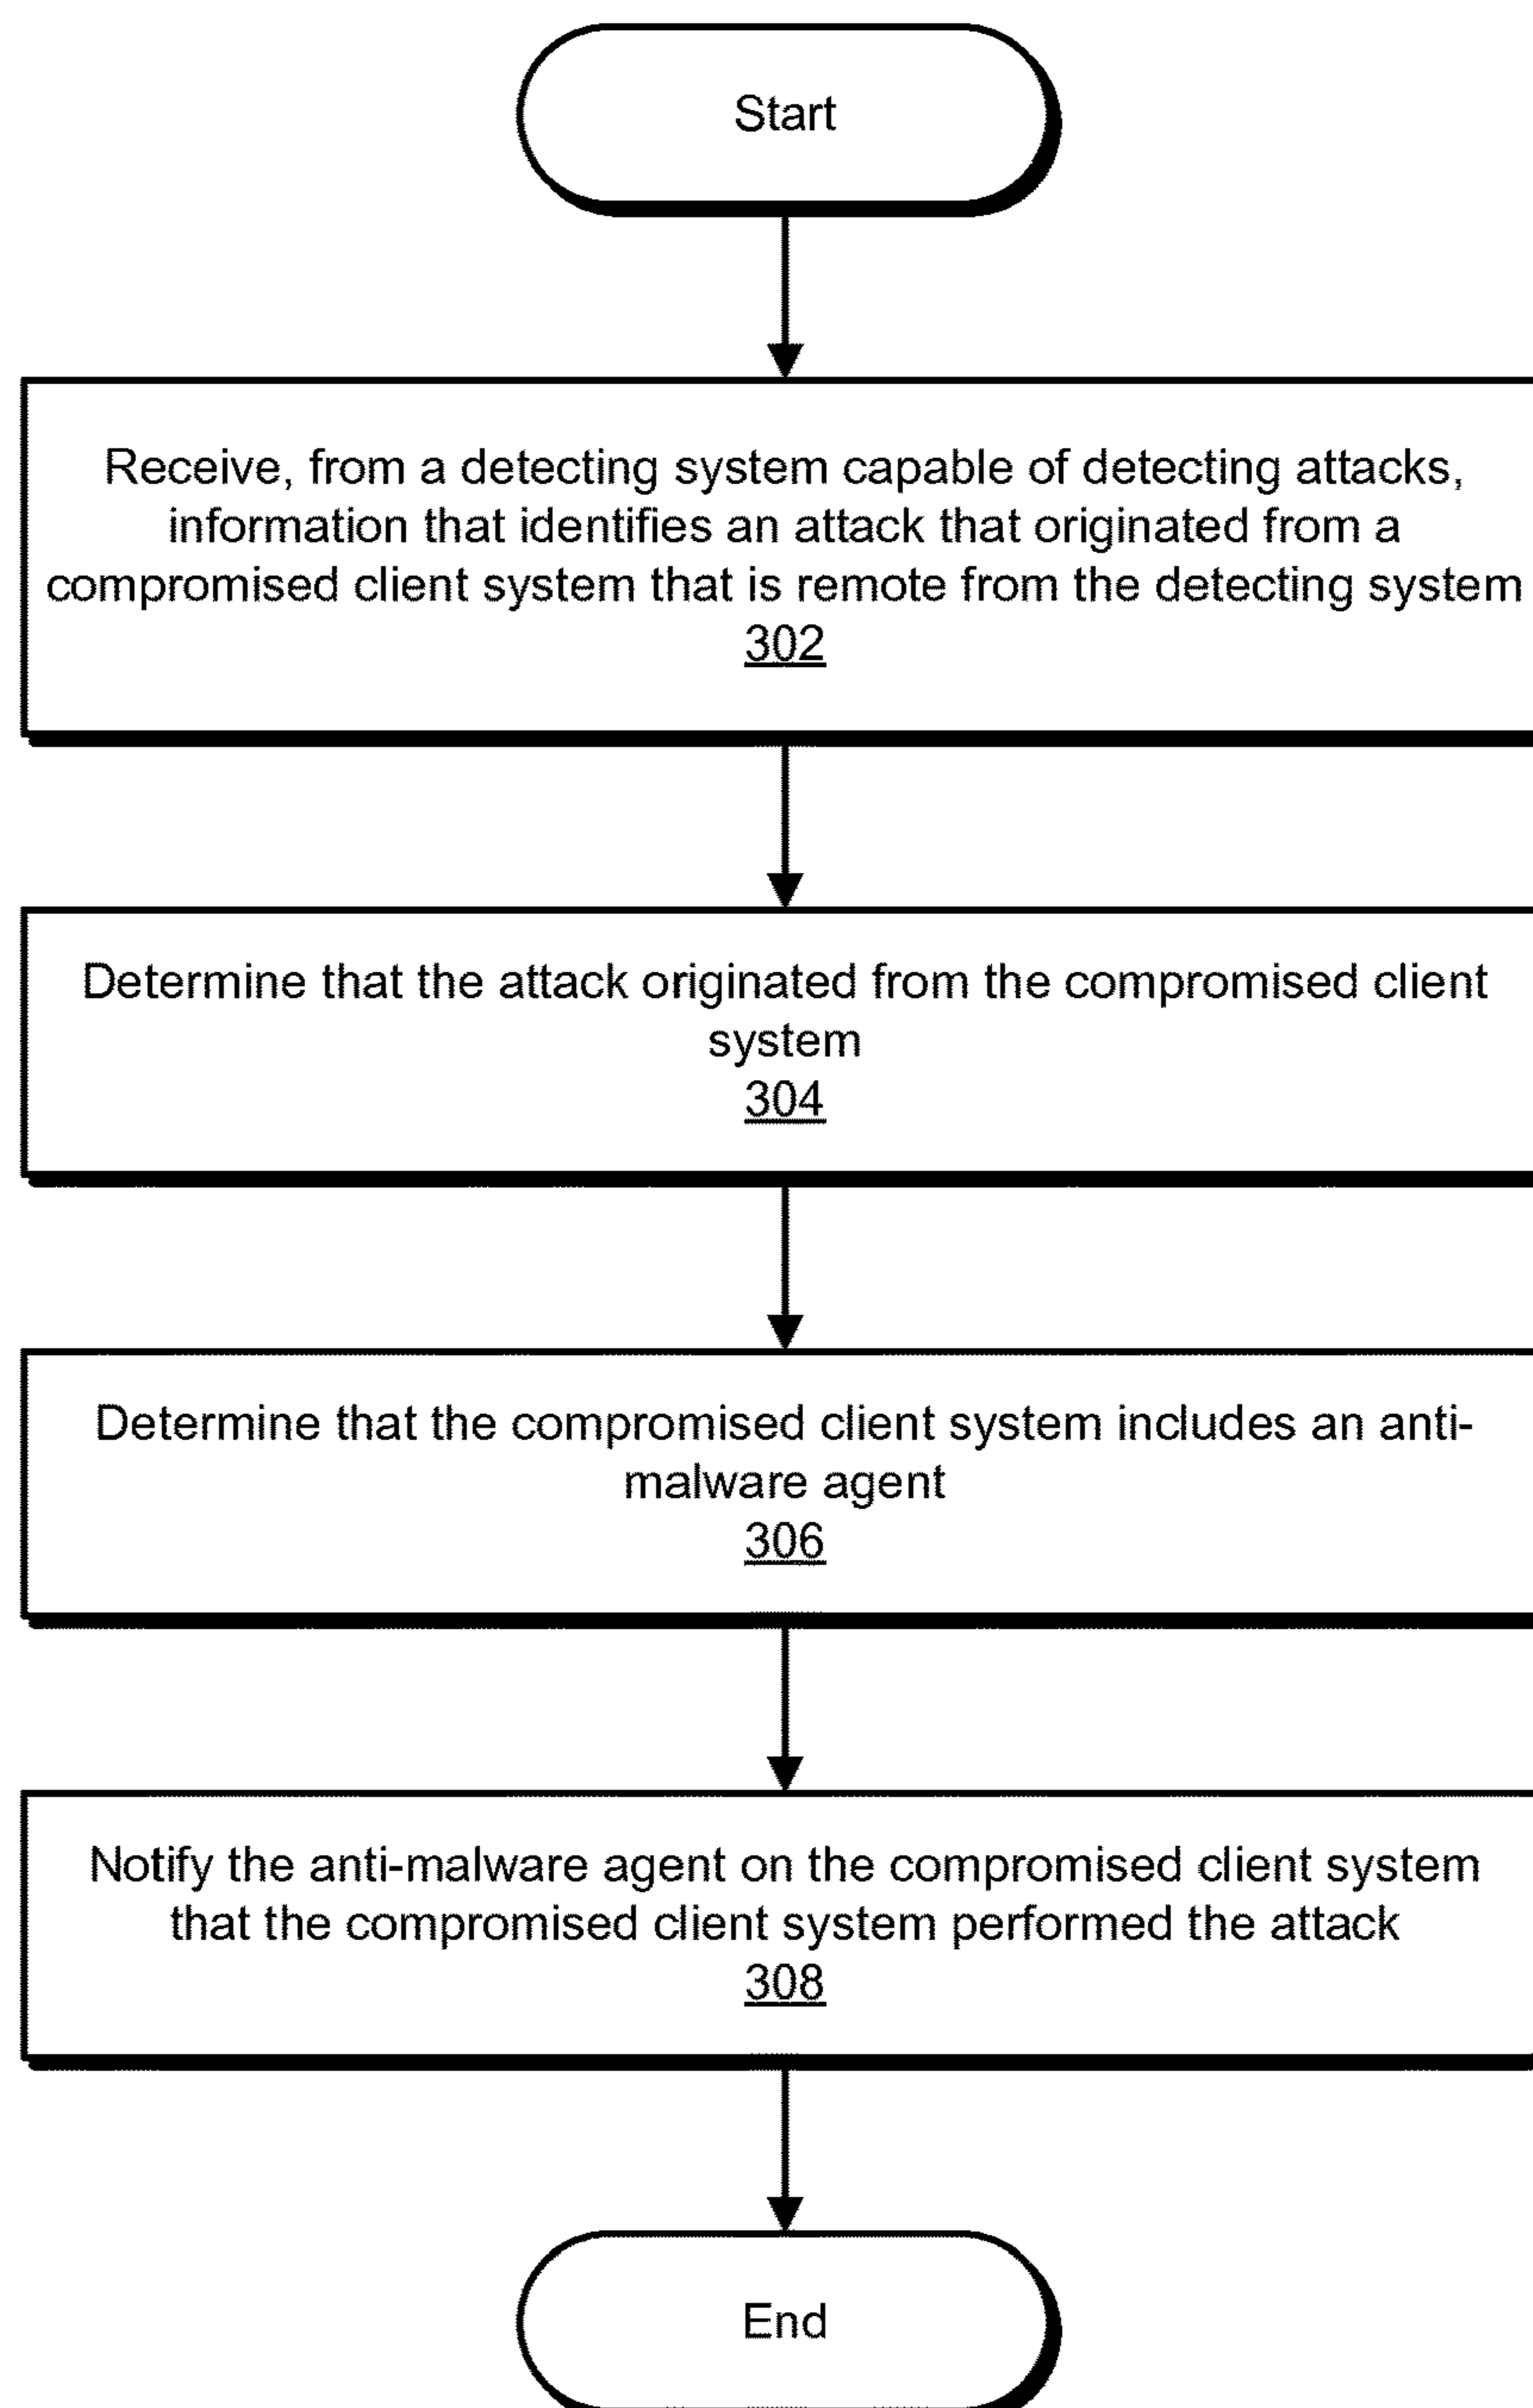 Start
Receive, from a detecting system capable of detecting attacks,
information that identifies an attack that originated from a
compromised client system that is remote from the detecting system
302
Determine that the attack originated from the compromised client
system
304
Determine that the compromised client system includes an anti-
malware agent
306
Notify the anti-malware agent on the compromised client system
that the compromised client system performed the attack
308
End